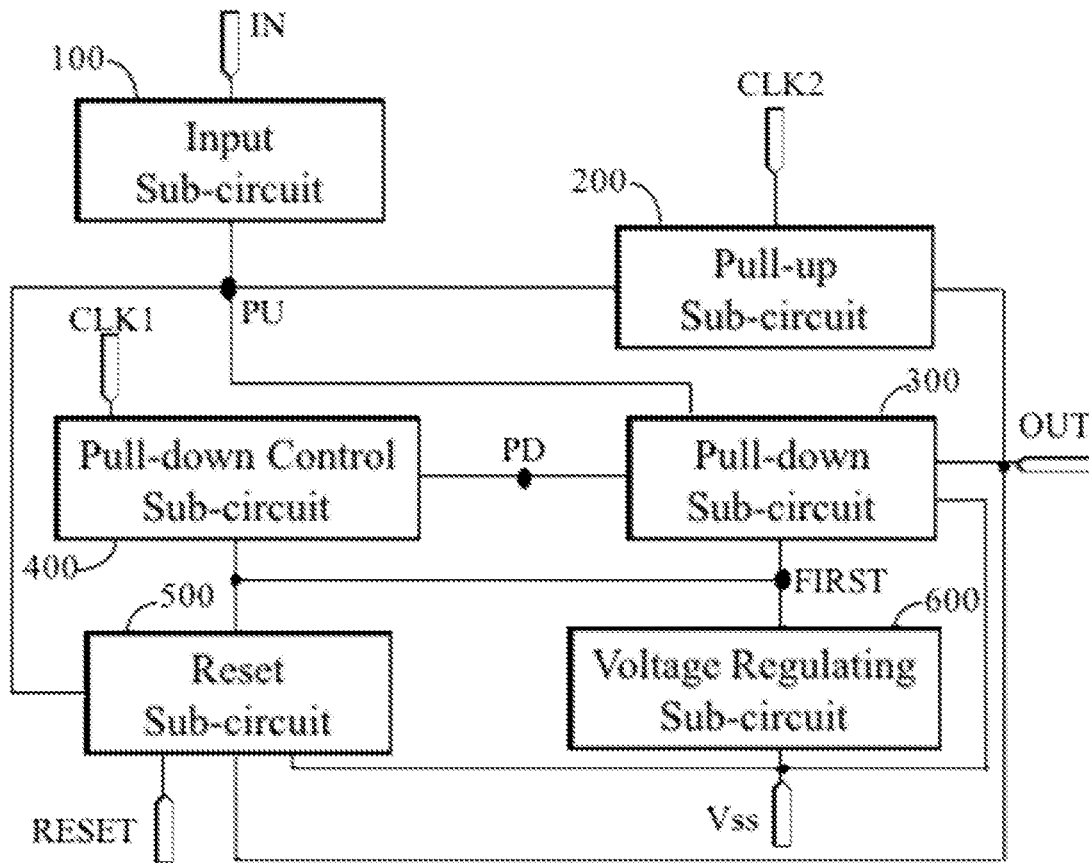 IN
100
Input
Sub-circuit
CLK2
200
Pull-up
Sub-circuit
PU
CLK1
300
Pull-down Control
Sub-circuit
PD
Pull-down
Sub-circuit
OUT
400
FIRST
500
600
Reset
Sub-circuit
Voltage Regulating
Sub-circuit
RESET
Vss